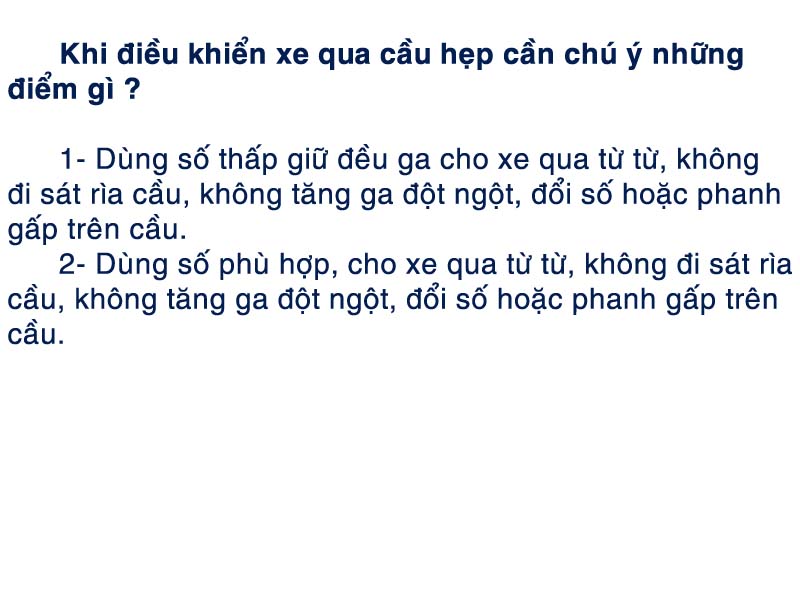 Khi điều khiển xe qua cầu hẹp cần chú ý những
điểm gì ?
1- Dùng số thấp giữ đều ga cho xe qua từ từ, không
đi sát rìa cầu, không tăng ga đột ngột, đổi số hoặc phanh
gấp trên cầu.
2- Dùng số phù hợp, cho xe qua từ từ, không đi sát rìa
cầu, không tăng ga đột ngột, đổi số hoặc phanh gấp trên
cầu.